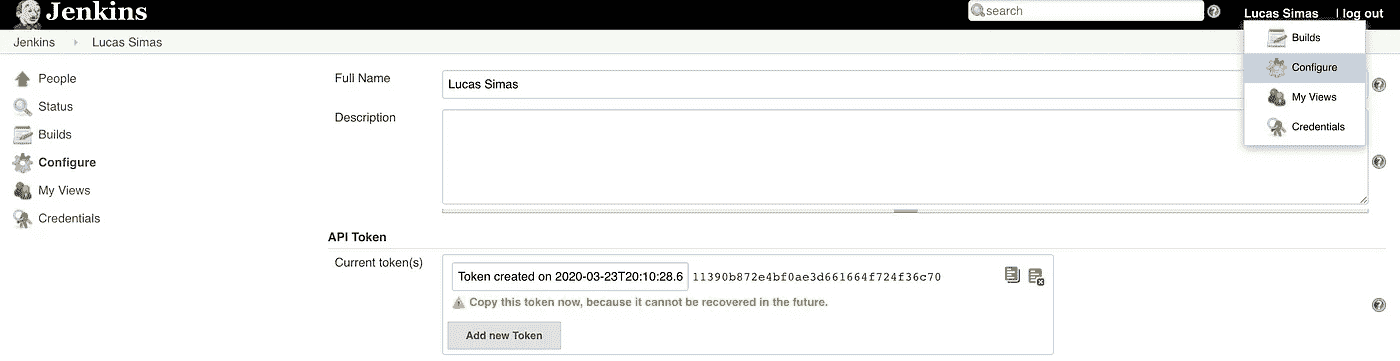 Jenkins
search
Lucas Simas | log out
Jenkins Lucas Simas
Builds
Configure
My Views
Credentials
People
Status
Builds
Configure
My Views
Credentials
Full Name
Lucas Simas
Description
API Token
Current token(s)
Token created on 2020-03-23T20:10:28.6 11390b872e4bf0ae3d661664f724f36c70
Copy this token now, because it cannot be recovered in the future.
Add new Token